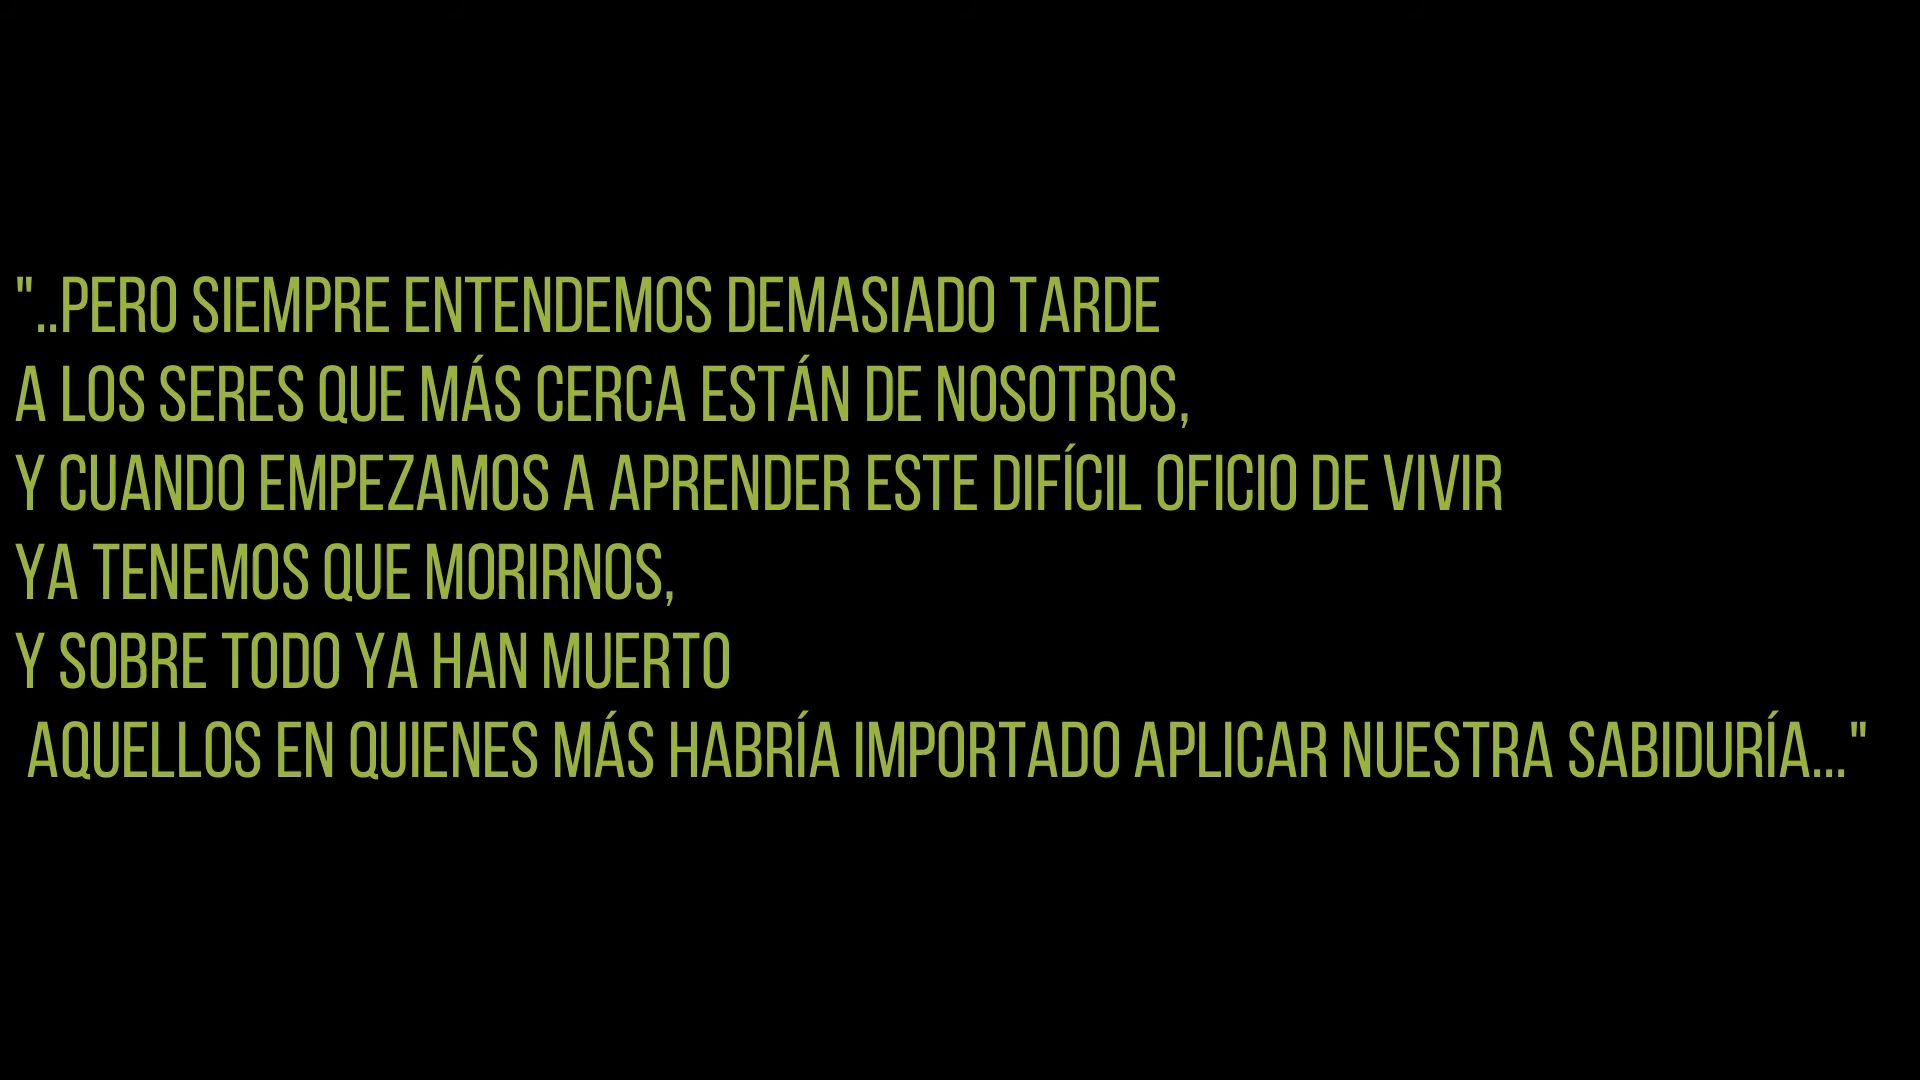 "..PERO SIEMPRE ENTENDEMOS DEMASIADO TARDE
A LOS SERES QUE MÁS CERCA ESTÁN DE NOSOTROS,
Y CUANDO EMPEZAMOS A APRENDER ESTE DIFÍCIL OFICIO DE VIVIR
YA TENEMOS QUE MORIRNOS,
Y SOBRE TODO YA HAN MUERTO
AQUELLOS EN QUIENES MÁS HABRÍA IMPORTADO APLICAR NUESTRA SABIDURÍA..."